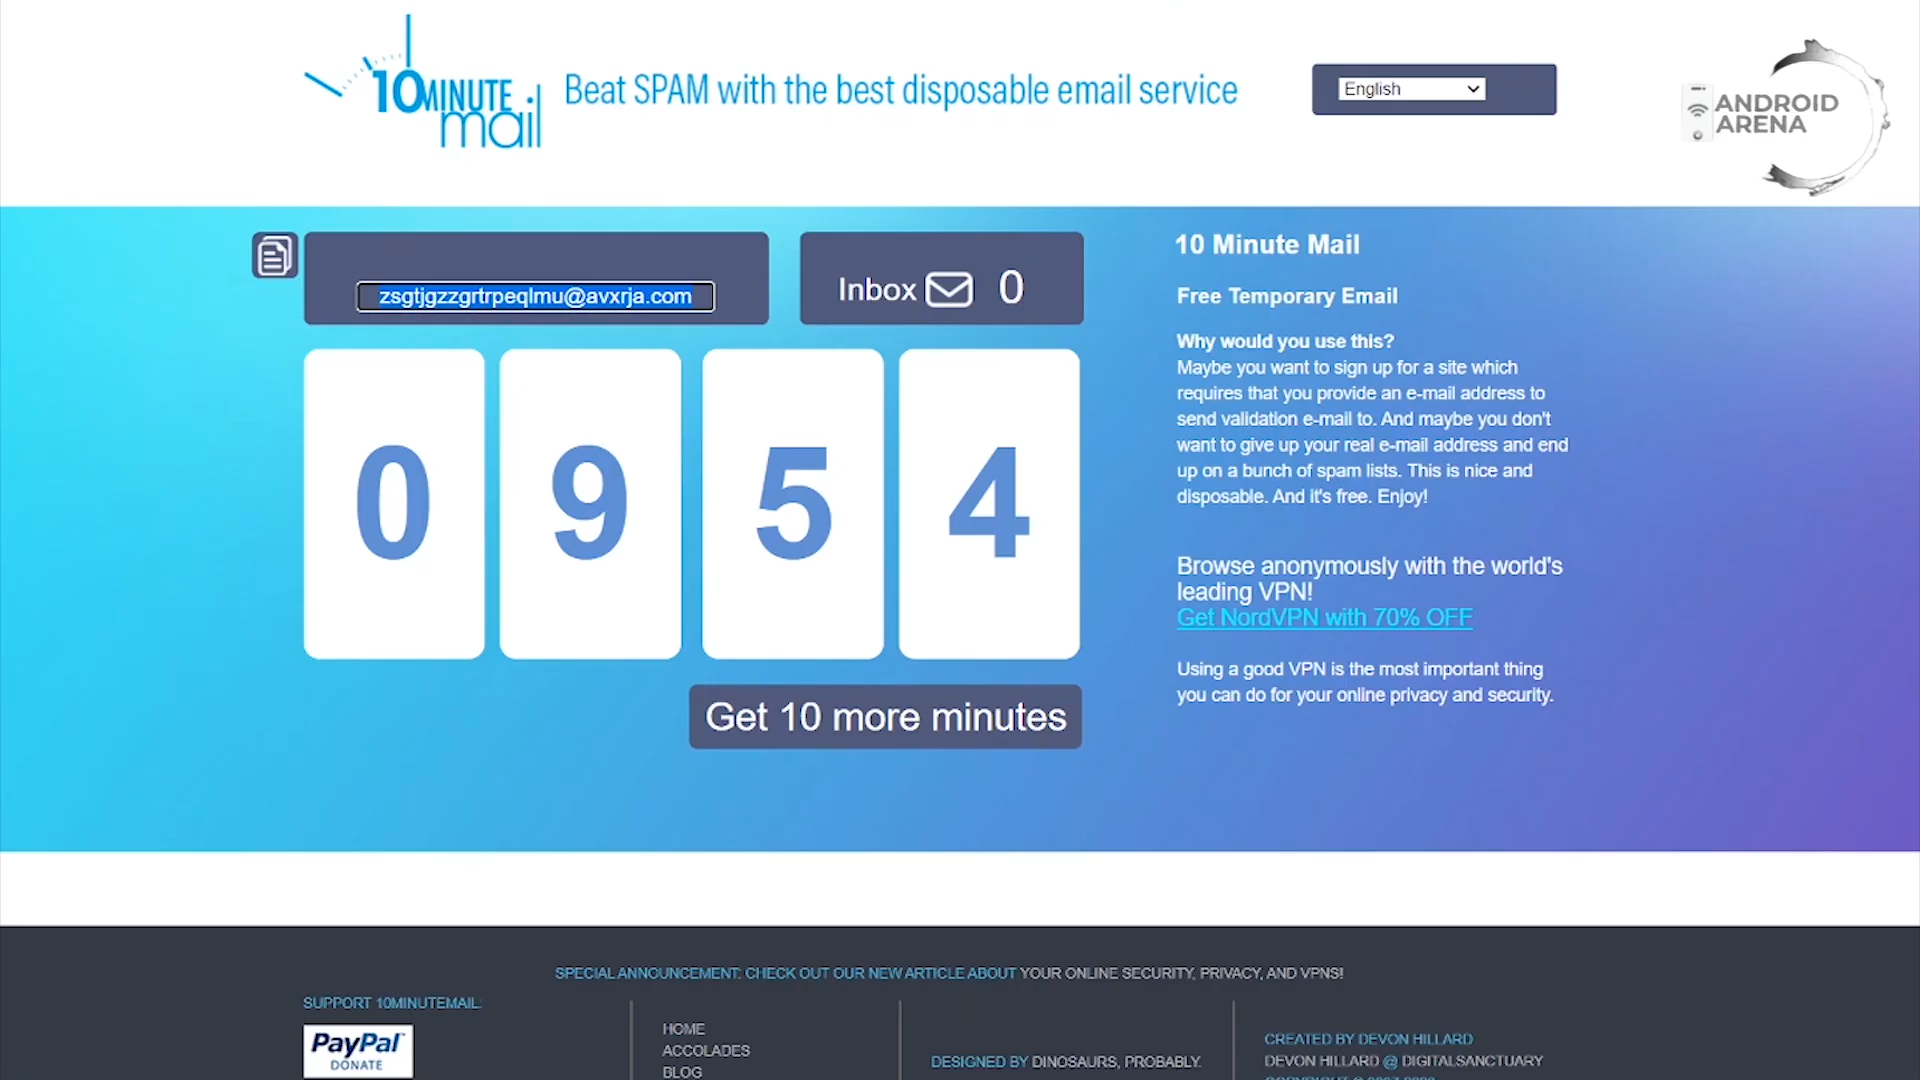 10MINUTE
mail
Beat SPAM with the best disposable email service
English
ANDROID
ARENA
zsgtjgzzgrtrpeqlmu@avxrja.com
Inbox 0
0 9 5 4
Get 10 more minutes
10 Minute Mail
Free Temporary Email
Why would you use this?
Maybe you want to sign up for a site which
requires that you provide an e-mail address to
send validation e-mail to. And maybe you don't
want to give up your real e-mail address and end
up on a bunch of spam lists. This is nice and
disposable. And it's free. Enjoy!
Browse anonymously with the world's
leading VPN!
Get NordVPN with 70% OFF
Using a good VPN is the most important thing
you can do for your online privacy and security.
SPECIAL ANNOUNCEMENT: CHECK OUT OUR NEW ARTICLE ABOUT YOUR ONLINE SECURITY, PRIVACY, AND VPNS!
SUPPORT 10MINUTEMAIL:
PayPal
DONATE
HOME
ACCOLADES
BLOG
DESIGNED BY DINOSAURS, PROBABLY.
CREATED BY DEVON HILLARD
DEVON HILLARD @ DIGITALSANCTUARY